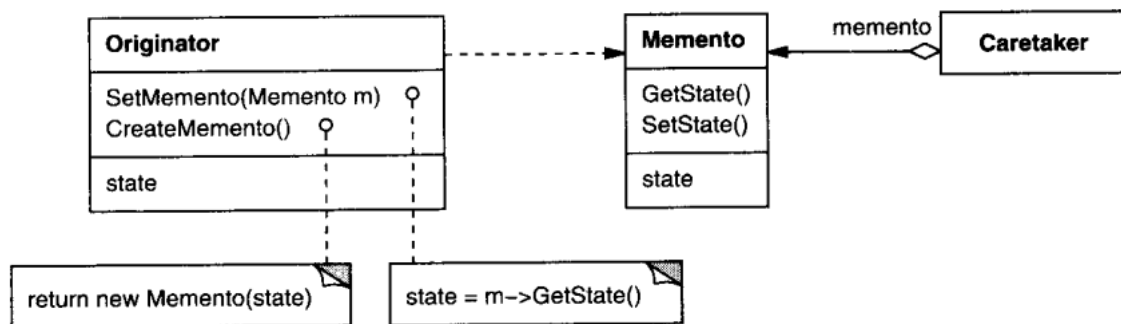 Originator
SetMemento(Memento m)
CreateMemento()
state
memento
Memento
GetState()
SetState()
state
Caretaker
return new Memento(state)
state = m->GetState()